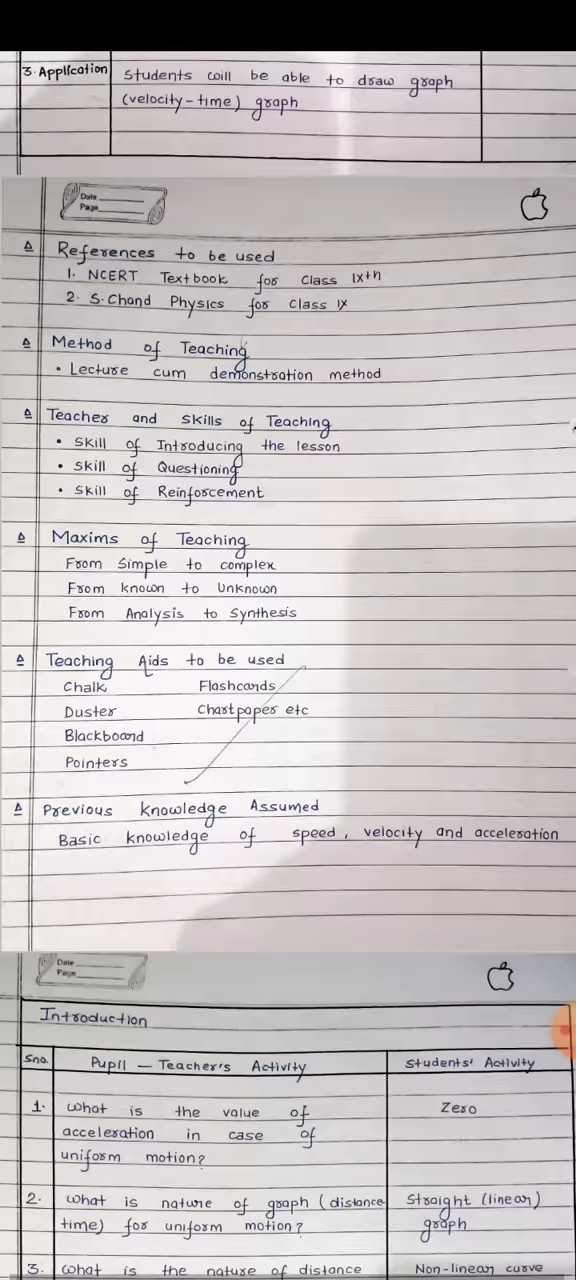 3. Application Students will be able to draw graph
(velocity-time) graph
Date
Page
Δ References to be used
1. NCERT Textbook for Class IXth
2. S.Chand Physics for Class IX
Δ Method of Teaching
• Lecture cum demonstration method
Δ Teacher and Skills of Teaching
• Skill of Introducing the lesson
• Skill of Questioning
• Skill of Reinforcement
Δ Maxims of Teaching
From Simple to complex
From known to Unknown
From Analysis to Synthesis
Δ Teaching Aids to be used
Chalk Flashcards
Duster Chartpaper etc
Blackboard
Pointers
Δ Previous Knowledge Assumed
Basic knowledge of speed, velocity and acceleration
Date
Page
Introduction
Sno. Pupil — Teacher's Activity Students' Activity
1. What is the value of Zero
acceleration in case of
uniform motion?
2. What is nature of graph (distance Straight (linear)
time) for uniform motion? graph
3. What is the nature of distance Non-linear curve